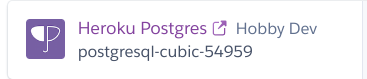 Heroku Postgres Hobby Dev
postgresql-cubic-54959